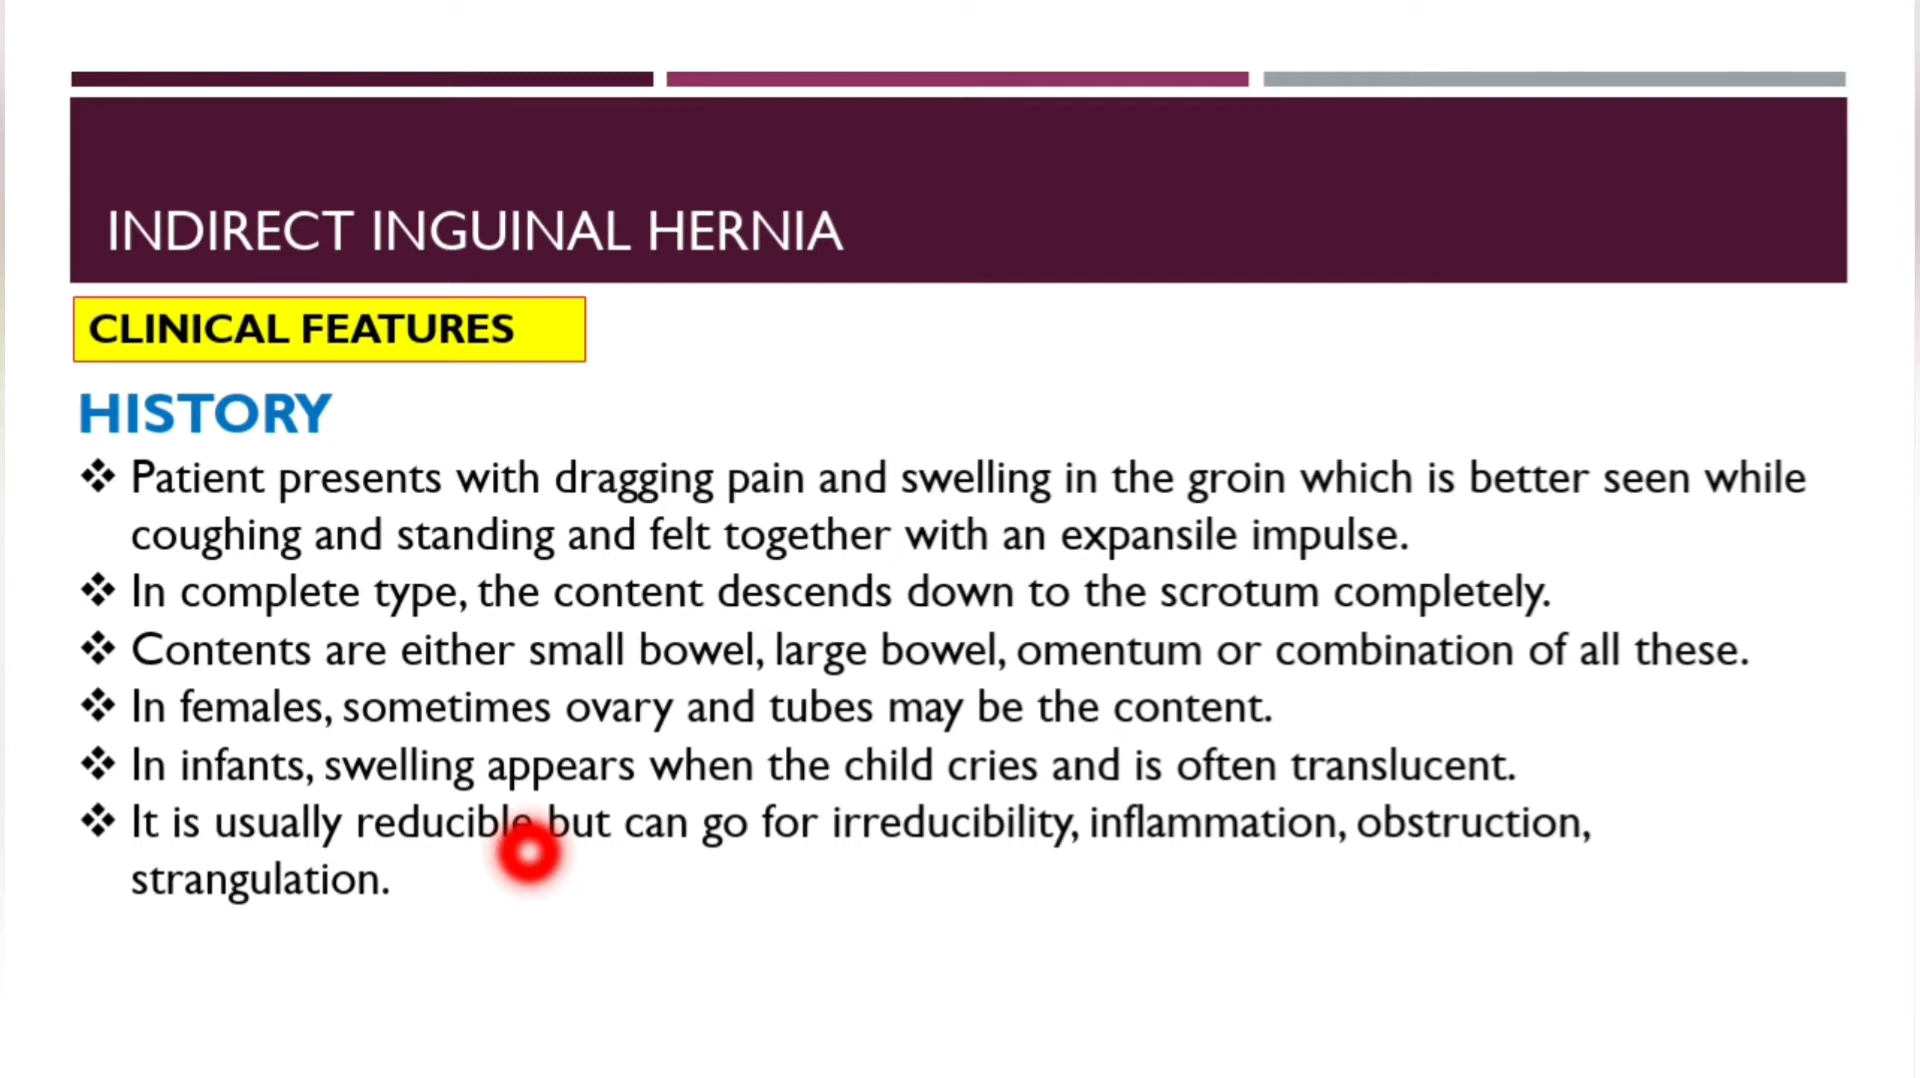 INDIRECT INGUINAL HERNIA
CLINICAL FEATURES
HISTORY
❖ Patient presents with dragging pain and swelling in the groin which is better seen while
coughing and standing and felt together with an expansile impulse.
❖ In complete type, the content descends down to the scrotum completely.
❖ Contents are either small bowel, large bowel, omentum or combination of all these.
❖ In females, sometimes ovary and tubes may be the content.
❖ In infants, swelling appears when the child cries and is often translucent.
❖ It is usually reducible but can go for irreducibility, inflammation, obstruction,
strangulation.